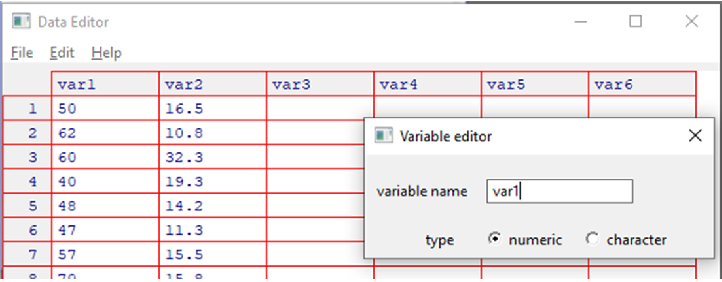 Data Editor
File Edit Help
var1 var2 var3 var4 var5 var6
1 50 16.5
2 62 10.8
3 60 32.3
4 40 19.3
5 48 14.2
6 47 11.3
7 57 15.5
8 70 15.8
Variable editor
variable name var1
type numeric character